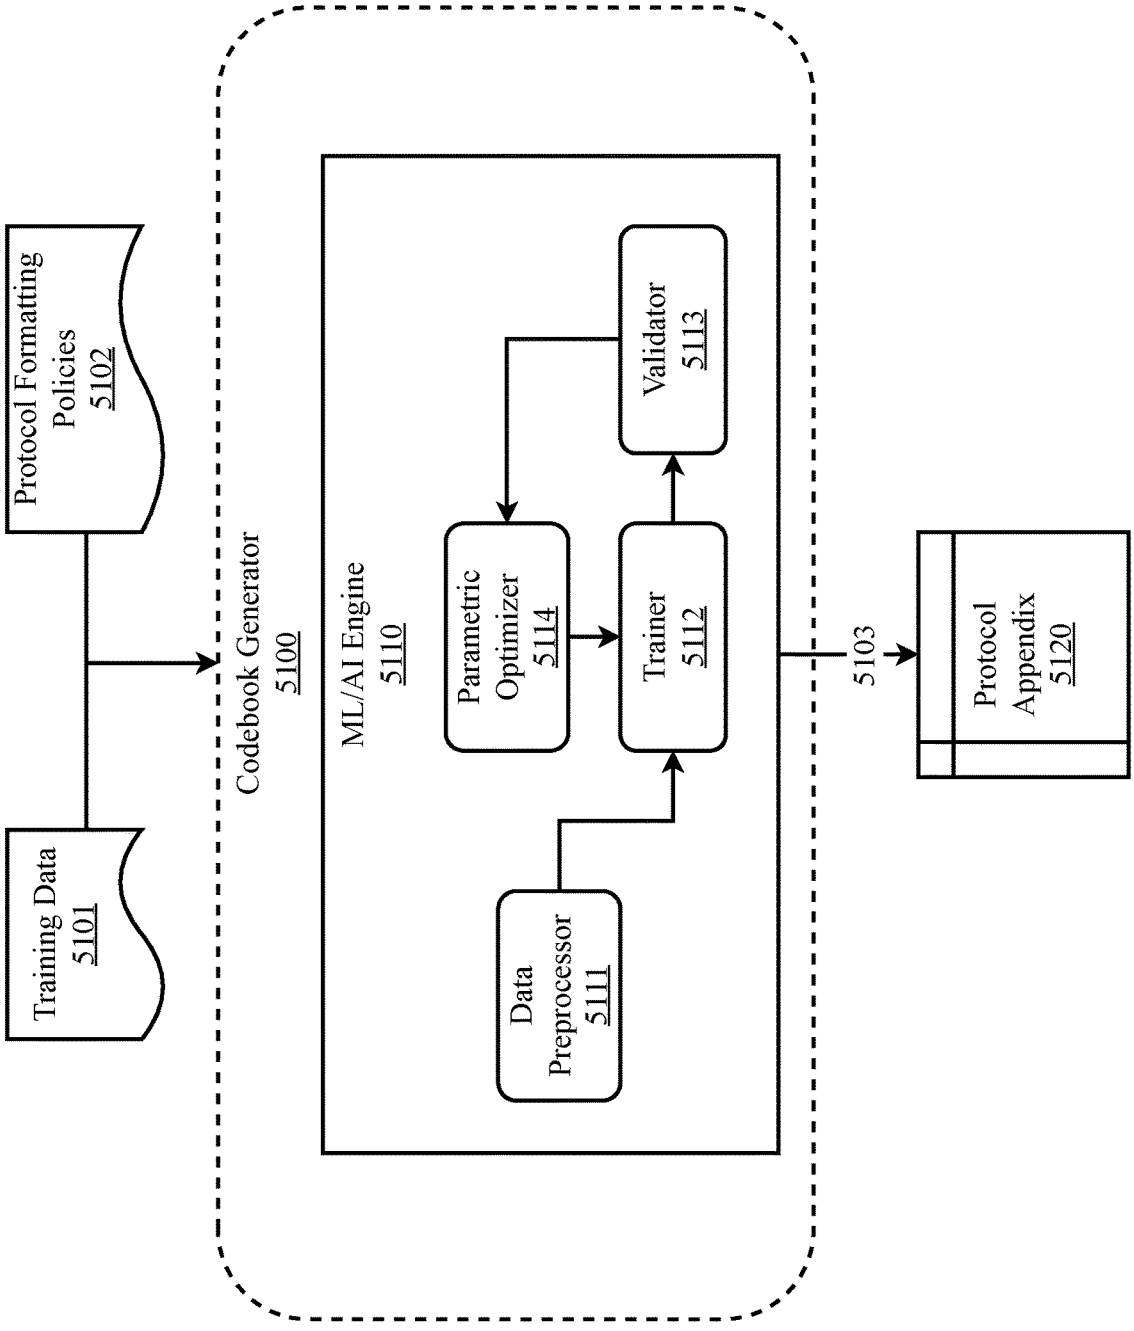 Training Data
5101
Protocol Formatting
Policies
5102
Codebook Generator
5100
ML/AI Engine
5110
Data
Preprocessor
5111
Parametric
Optimizer
5114
Trainer
5112
Validator
5113
5103
Protocol
Appendix
5120